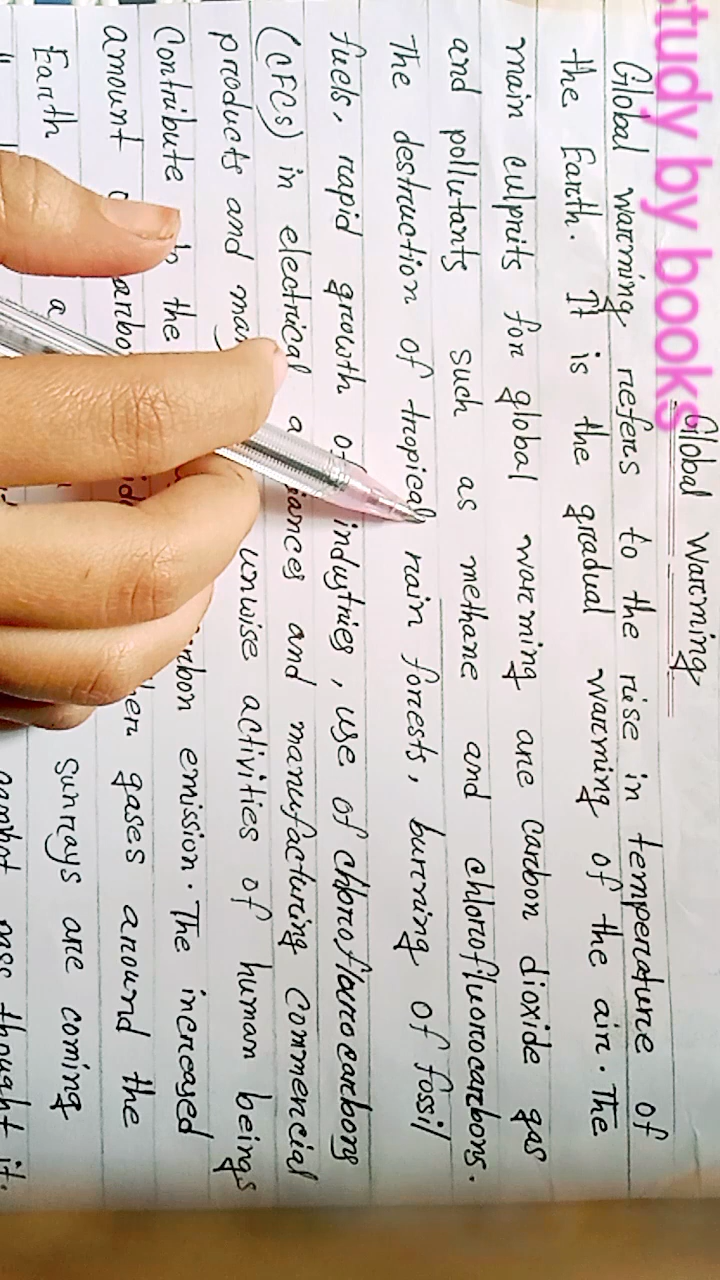 study by books
Global Warming
Global warming refers to the rise in temperature of
the Earth. It is the gradual warming of the air. The
main culprits for global warming are carbon dioxide gas
and pollutants such as methane and chlorofluorocarbons.
The destruction of tropical rain forests, burning of fossil
fuels, rapid growth of industries, use of chloroflourocarbons
(CFCs) in electrical and manufacturing commercial
products and unwise activities of human beings
Contribute the emission. The increased
amount gases around the
Earth a sunrays are coming
pass thought it.